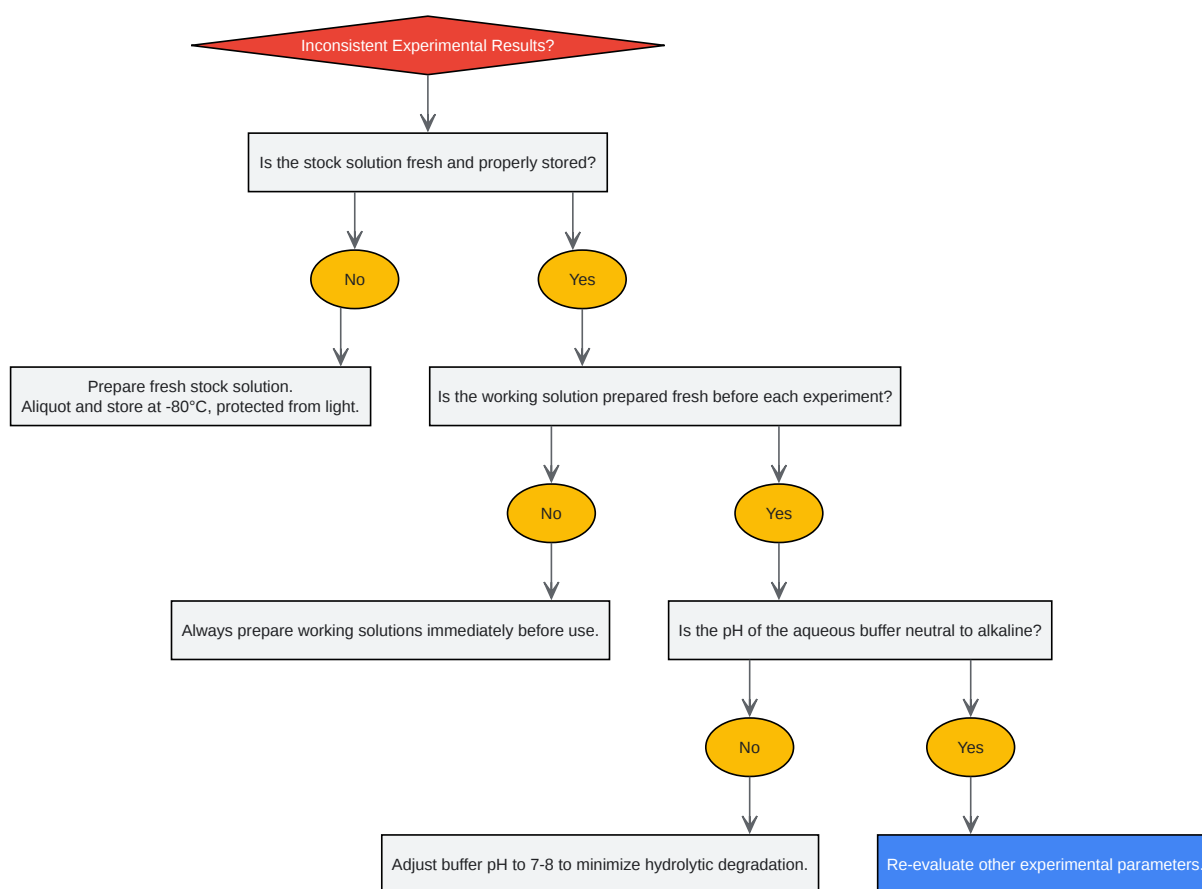 Inconsistent Experimental Results?
Is the stock solution fresh and properly stored?
No
Yes
Prepare fresh stock solution.
Aliquot and store at -80°C, protected from light.
Is the working solution prepared fresh before each experiment?
No
Yes
Always prepare working solutions immediately before use.
Is the pH of the aqueous buffer neutral to alkaline?
No
Yes
Adjust buffer pH to 7-8 to minimize hydrolytic degradation.
Re-evaluate other experimental parameters.